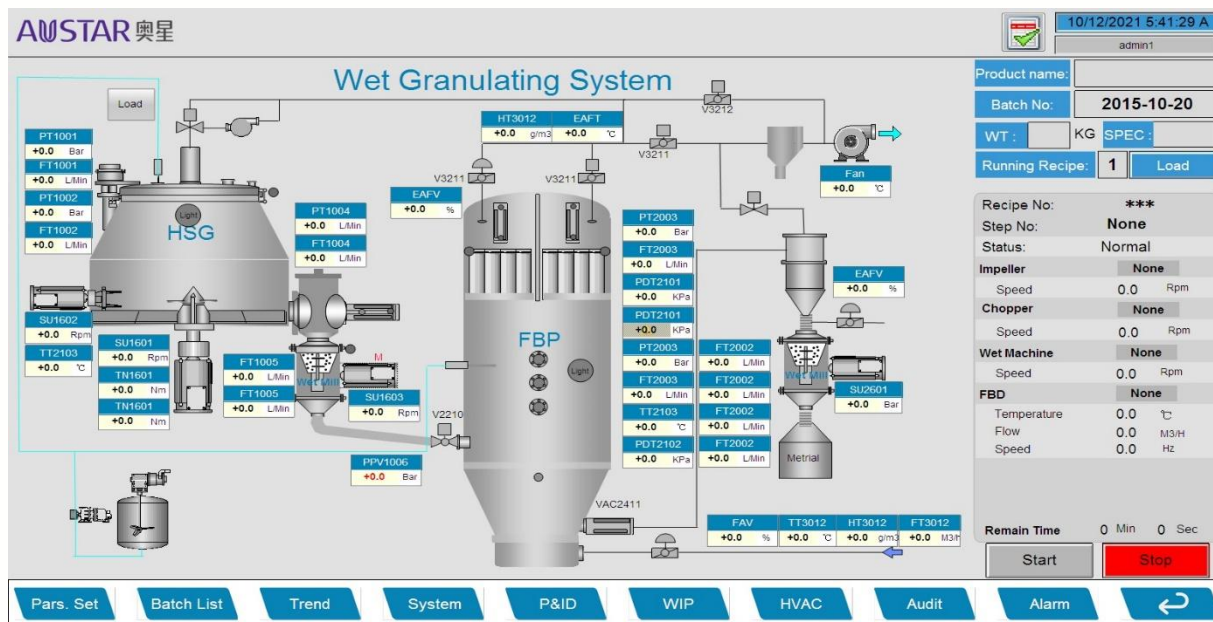 AUSTAR 奥星
10/12/2021 5:41:29 A
admin1
Wet Granulating System
Load
PT1001
+0.0 Bar
FT1001
+0.0 L/Min
PT1002
+0.0 Bar
FT1002
+0.0 L/Min
Light
HSG
SU1602
+0.0 Rpm
TT2103
+0.0 ℃
SU1601
+0.0 Rpm
TN1601
+0.0 Nm
TN1601
+0.0 Nm
PT1004
+0.0 L/Min
FT1004
+0.0 L/Min
FT1005
+0.0 L/Min
FT1005
+0.0 L/Min
Wet Mill
M
SU1603
+0.0 Rpm
V2210
PPV1006
+0.0 Bar
EAFV
+0.0 %
HT3012 EAFT
+0.0 g/m3 +0.0 ℃
V3211
V3211
V3211
V3212
Fan
+0.0 ℃
FBP
Light
PT2003
+0.0 Bar
FT2003
+0.0 L/Min
PDT2101
+0.0 KPa
PDT2101
+0.0 KPa
PT2003
+0.0 Bar
FT2003
+0.0 L/Min
TT2103
+0.0 ℃
PDT2102
+0.0 KPa
FT2002
+0.0 L/Min
FT2002
+0.0 L/Min
FT2002
+0.0 L/Min
FT2002
+0.0 L/Min
EAFV
+0.0 %
Wet Mill
SU2601
+0.0 Bar
Metrial
VAC2411
FAV TT3012 HT3012 FT3012
+0.0 % +0.0 ℃ +0.0 g/m3 +0.0 M3/H
Product name:
Batch No: 2015-10-20
WT : KG SPEC :
Running Recipe: 1 Load
Recipe No: ***
Step No: None
Status: Normal
Impeller None
Speed 0.0 Rpm
Chopper None
Speed 0.0 Rpm
Wet Machine None
Speed 0.0 Rpm
FBD None
Temperature 0.0 ℃
Flow 0.0 M3/H
Speed 0.0 Hz
Remain Time 0 Min 0 Sec
Start Stop
Pars. Set Batch List Trend System P&ID WIP HVAC Audit Alarm